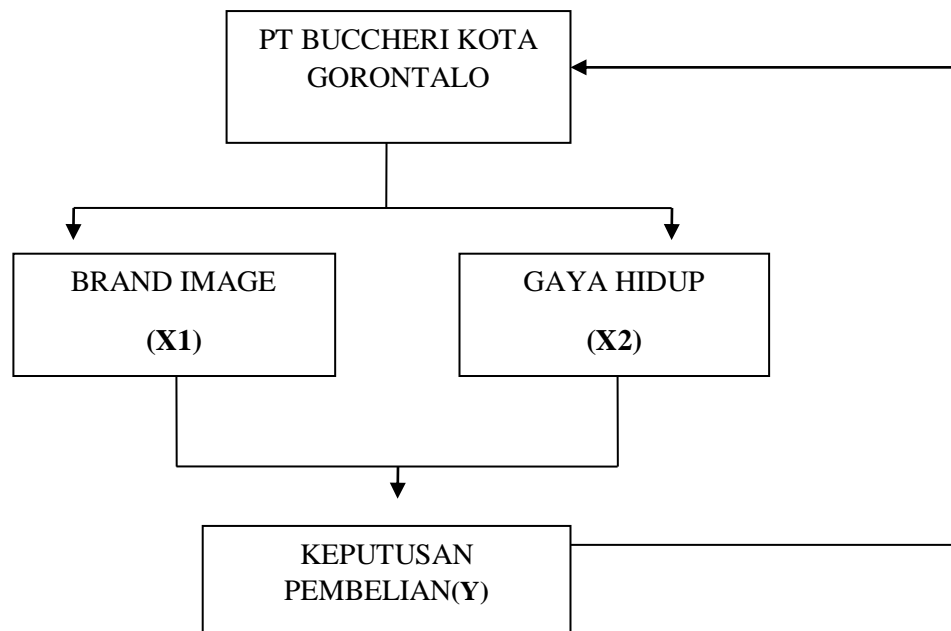 PT BUCCHERI KOTA
GORONTALO
BRAND IMAGE
(X1)
GAYA HIDUP
(X2)
KEPUTUSAN
PEMBELIAN(Y)